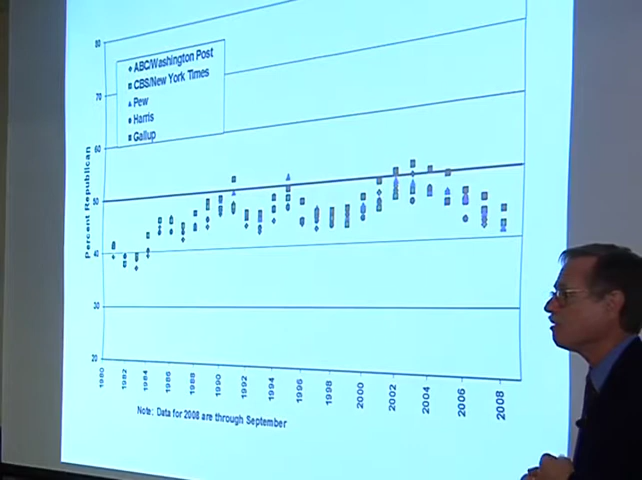 80
ABC/Washington Post
CBS/New York Times
70
Pew
Harris
Gallup
60
Percent Republican
50
40
30
20
1980 1982 1984 1986 1988 1990 1992 1994 1996 1998 2000 2002 2004 2006 2008
Note: Data for 2008 are through September